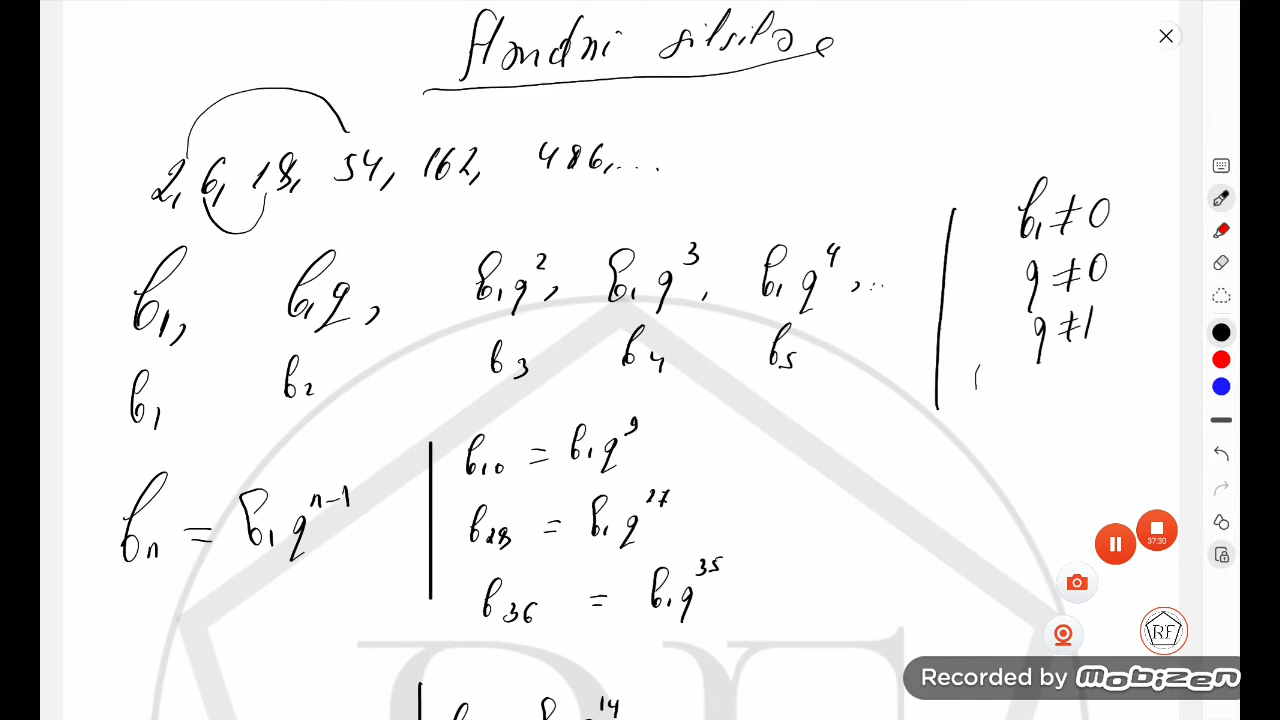 Həndəsi silsilə
2, 6, 18, 54, 162, 486, ...
b₁, b₁q, b₁q², b₁q³, b₁q⁴, ...
b₁ b₂ b₃ b₄ b₅
b₁ ≠ 0
q ≠ 0
q ≠ 1
bₙ = b₁qⁿ⁻¹
b₁₀ = b₁q⁹
b₂₈ = b₁q²⁷
b₃₆ = b₁q³⁵
14
37:30
RF
Recorded by mobizen